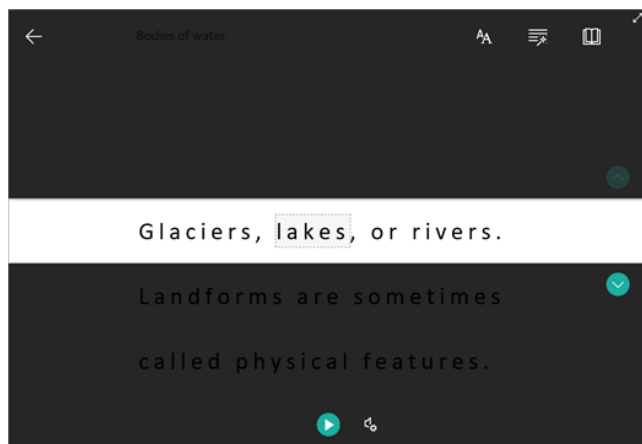 Bodies of water
Glaciers, lakes, or rivers.
Landforms are sometimes
called physical features.